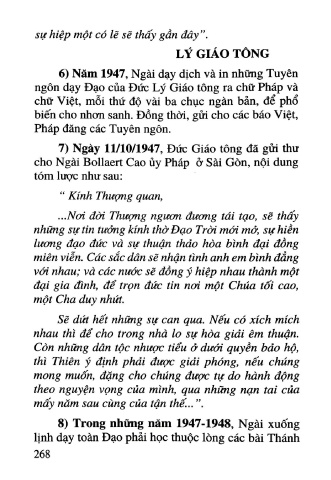 sự hiệp một có lẽ sẽ thấy gần đây".
LÝ GIÁO TÔNG
6) Năm 1947, Ngài dạy dịch và in những Tuyên
ngôn dạy Đạo của Đức Lý Giáo tông ra chữ Pháp và
chữ Việt, mỗi thứ độ vài ba chục ngàn bản, để phổ
biến cho nhơn sanh. Đồng thời, gửi cho các báo Việt,
Pháp đăng các Tuyên ngôn.
7) Ngày 11/10/1947, Đức Giáo tông đã gửi thư
cho Ngài Bollaert Cao ủy Pháp ở Sài Gòn, nội dung
tóm lược như sau:
" Kính Thượng quan,
...Nơi đời Thượng ngươn đương tái tạo, sẽ thấy
những sự tin tưởng kính thờ Đạo Trời mới mở, sự hiền
lương đạo đức và sự thuận thảo hòa bình đại đồng
miên viễn. Các sắc dân sẽ nhận tình anh em bình đẳng
với nhau; và các nước sẽ đồng ý hiệp nhau thành một
đại gia đình, để trọn đức tin nơi một Chúa tối cao,
một Cha duy nhứt.
Sẽ dứt hết những sự can qua. Nếu có xích mích
nhau thì để cho trong nhà lo sự hòa giải êm thuận.
Còn những dân tộc nhược tiểu ở dưới quyền bảo hộ,
thì Thiên ý định phải được giải phóng, nếu chúng
mong muốn, đặng cho chúng được tự do hành động
theo nguyện vọng của mình, qua những nạn tai của
mấy năm sau cùng của tận thế...".
8) Trong những năm 1947-1948, Ngài xuống
lịnh dạy toàn Đạo phải học thuộc lòng các bài Thánh
268